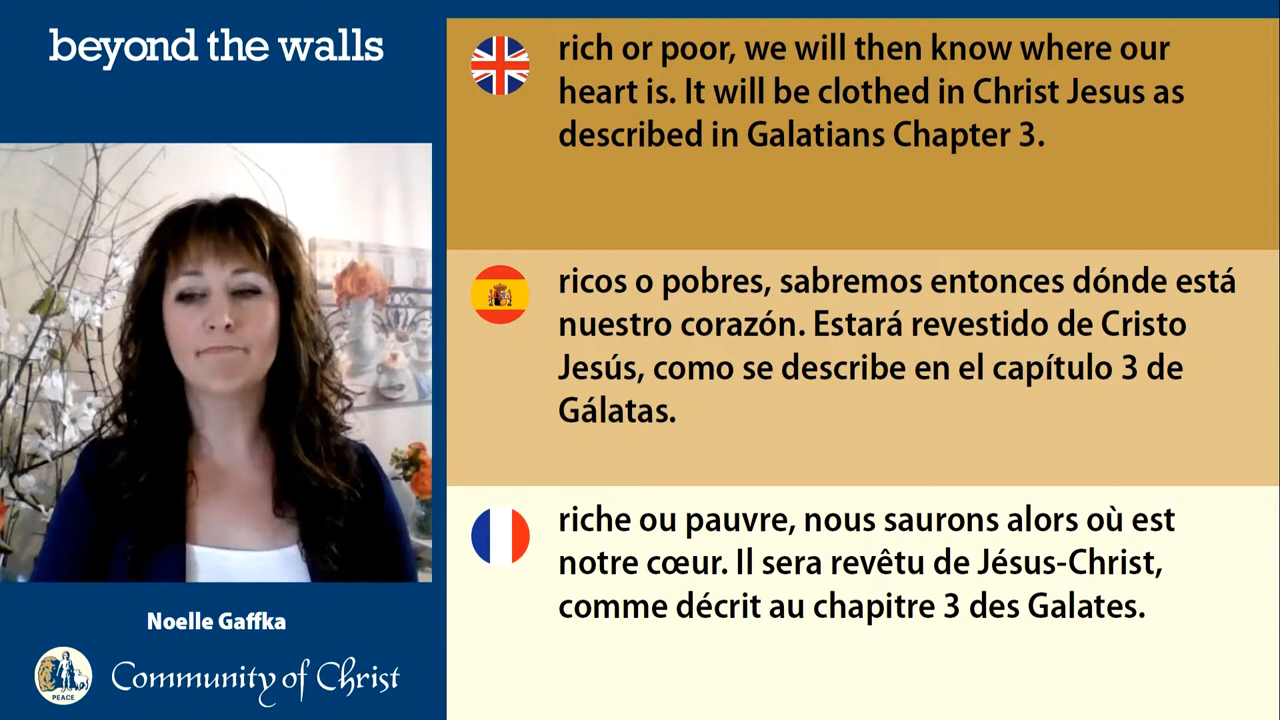 beyond the walls
rich or poor, we will then know where our
heart is. It will be clothed in Christ Jesus as
described in Galatians Chapter 3.
ricos o pobres, sabremos entonces dónde está
nuestro corazón. Estará revestido de Cristo
Jesús, como se describe en el capítulo 3 de
Gálatas.
riche ou pauvre, nous saurons alors où est
notre cœur. Il sera revêtu de Jésus-Christ,
comme décrit au chapitre 3 des Galates.
Noelle Gaffka
PEACE
Community of Christ